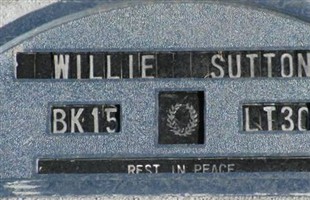 WILLIE SUTTON
BK15 LT30
REST IN PEACE